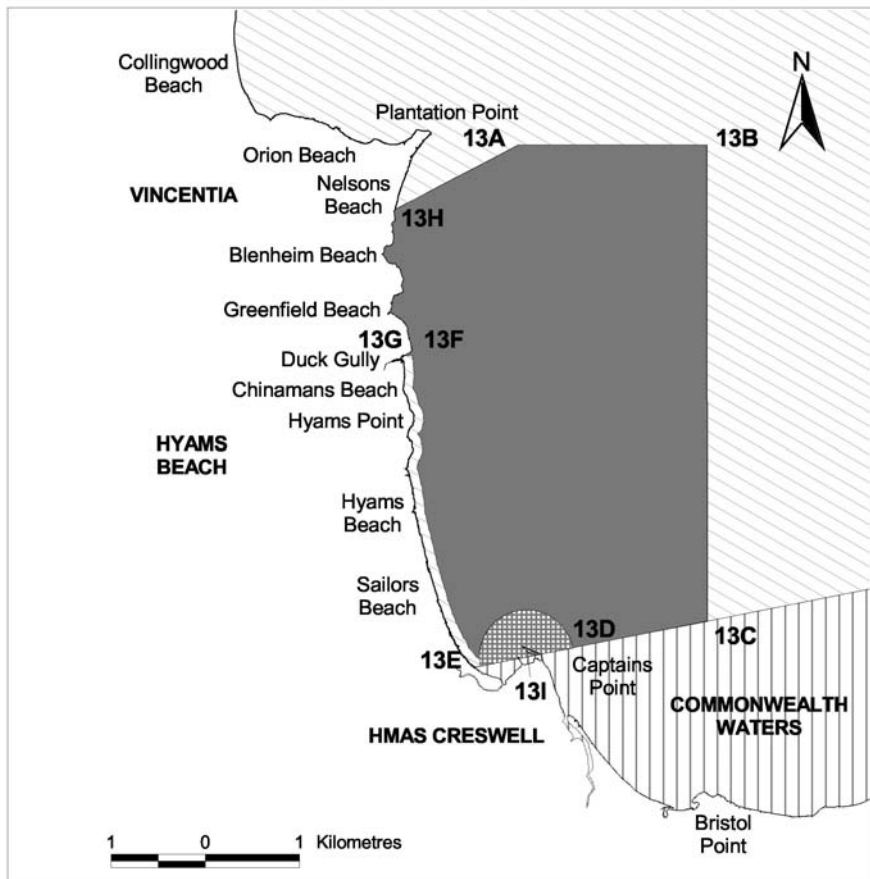 Collingwood
Beach
N
Plantation Point
13A
13B
Orion Beach
VINCENTIA
Nelsons
Beach
13H
Blenheim Beach
Greenfield Beach
13G
13F
Duck Gully
Chinamans Beach
Hyams Point
HYAMS
BEACH
Hyams
Beach
Sailors
Beach
13D
13C
13E
Captains
Point
13I
COMMONWEALTH
WATERS
HMAS CRESWELL
Bristol
Point
1 0 1 Kilometres